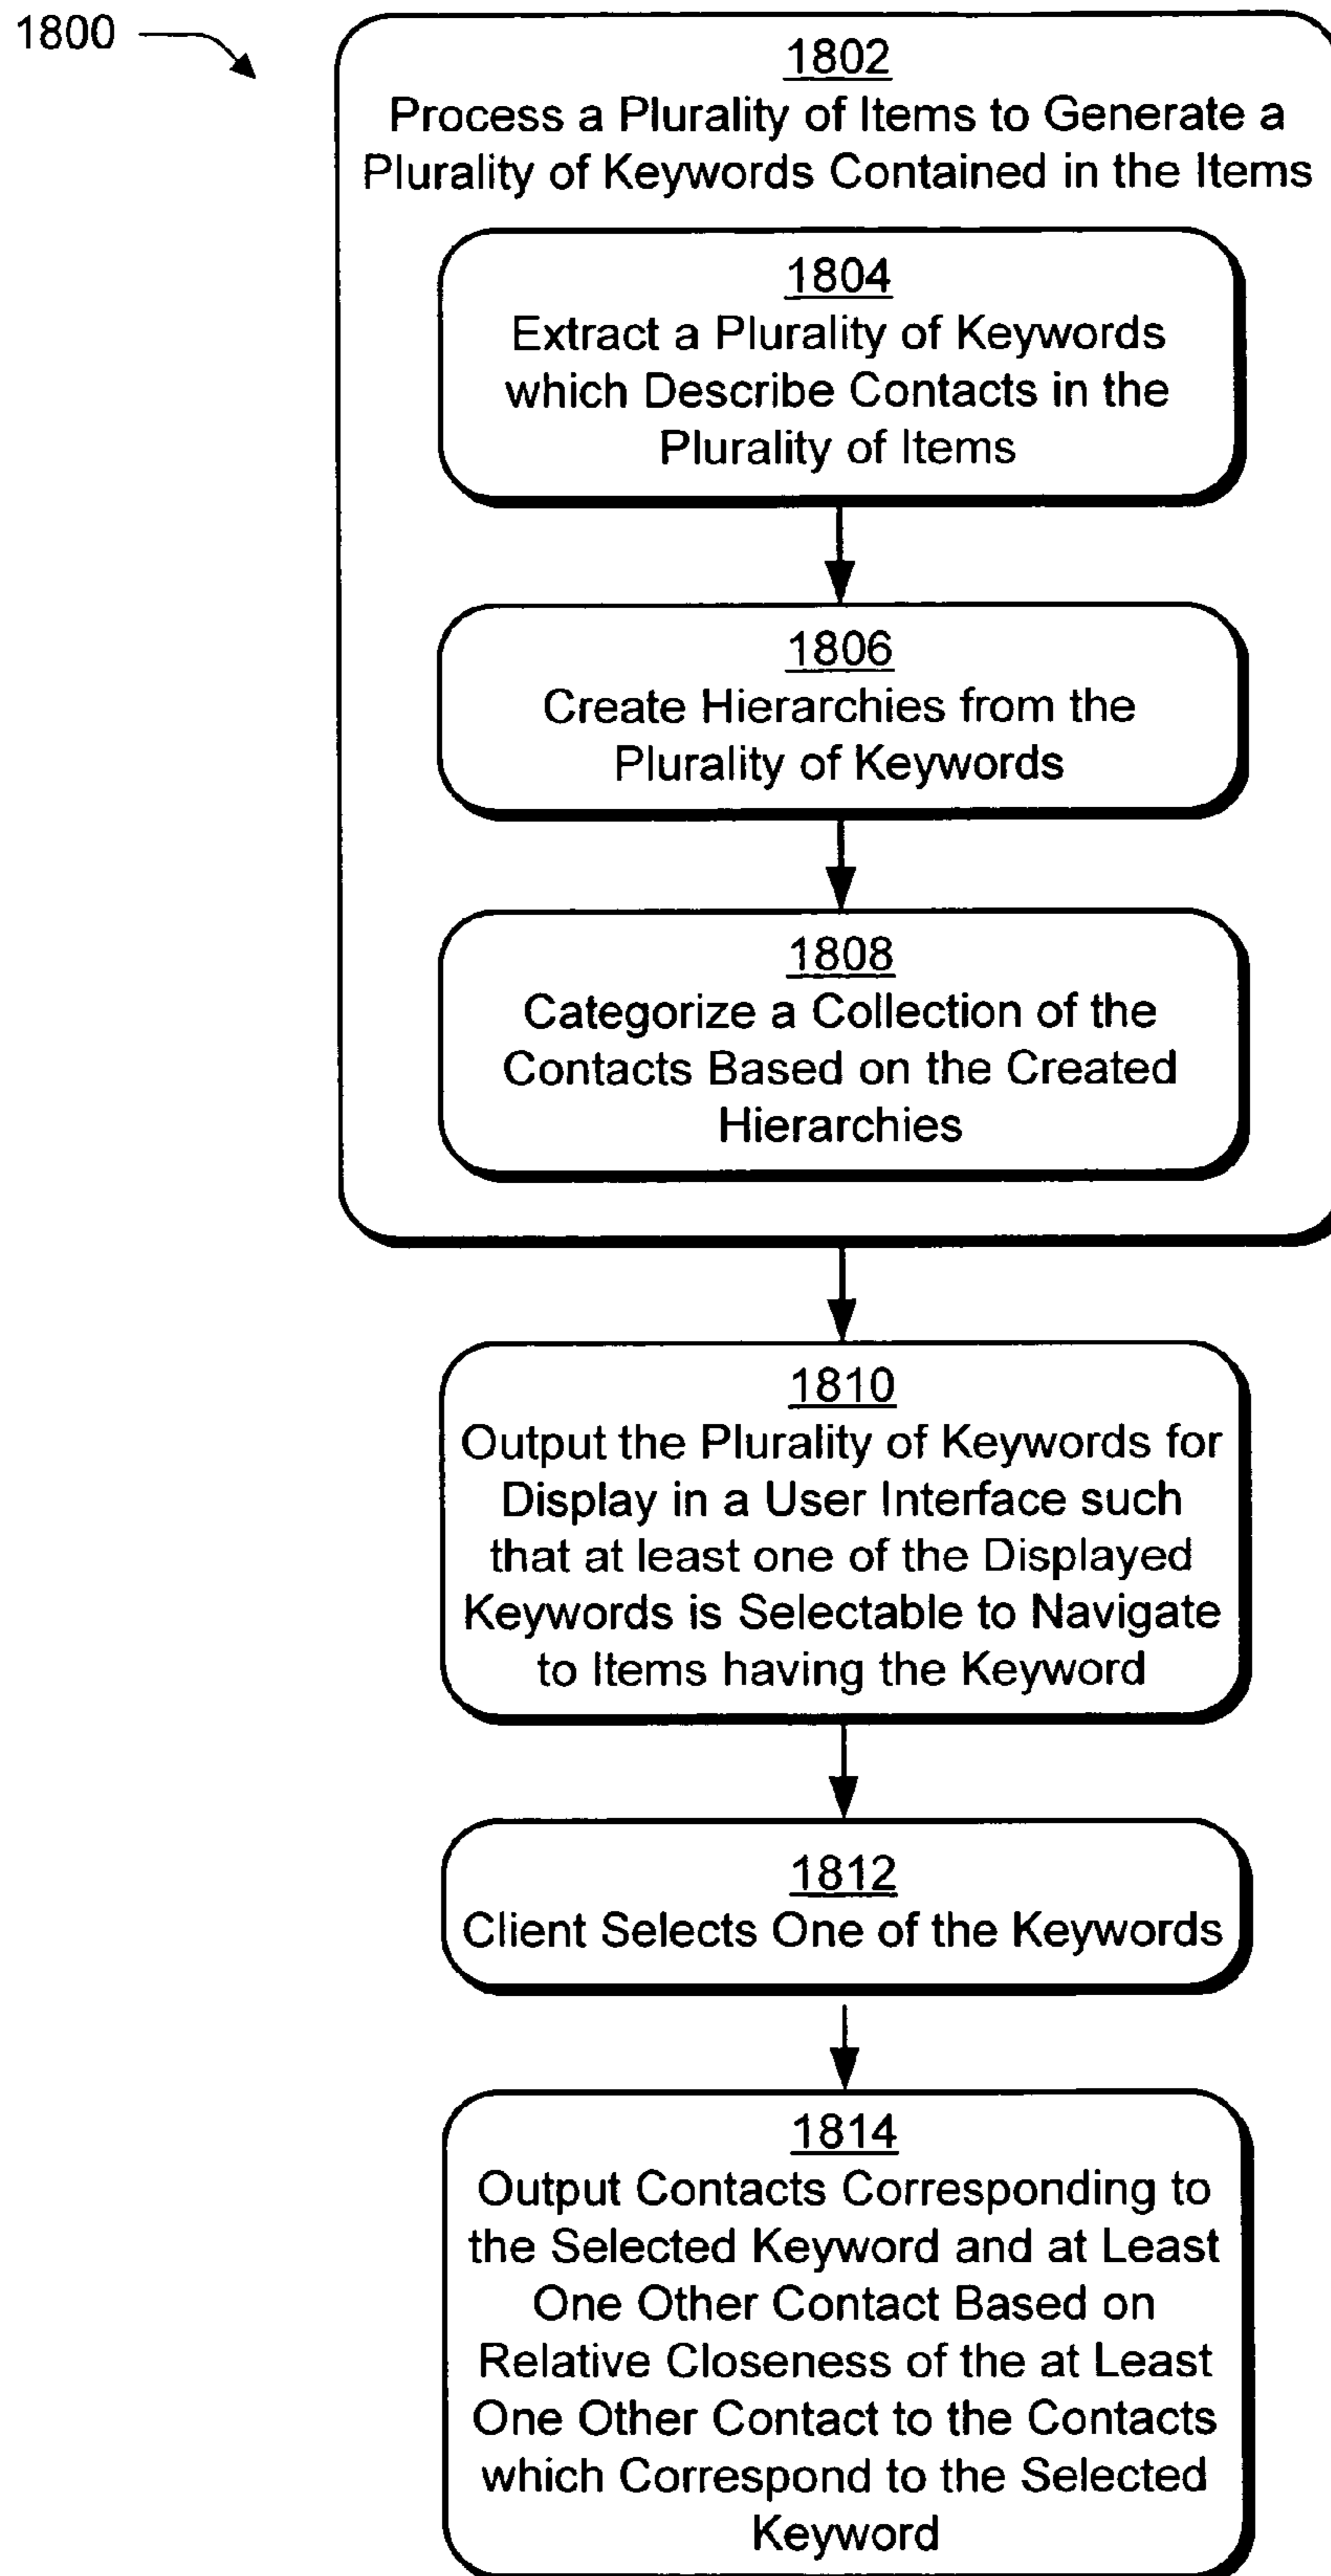 1800
1802
Process a Plurality of Items to Generate a
Plurality of Keywords Contained in the Items
1804
Extract a Plurality of Keywords
which Describe Contacts in the
Plurality of Items
1806
Create Hierarchies from the
Plurality of Keywords
1808
Categorize a Collection of the
Contacts Based on the Created
Hierarchies
1810
Output the Plurality of Keywords for
Display in a User Interface such
that at least one of the Displayed
Keywords is Selectable to Navigate
to Items having the Keyword
1812
Client Selects One of the Keywords
1814
Output Contacts Corresponding to
the Selected Keyword and at Least
One Other Contact Based on
Relative Closeness of the at Least
One Other Contact to the Contacts
which Correspond to the Selected
Keyword